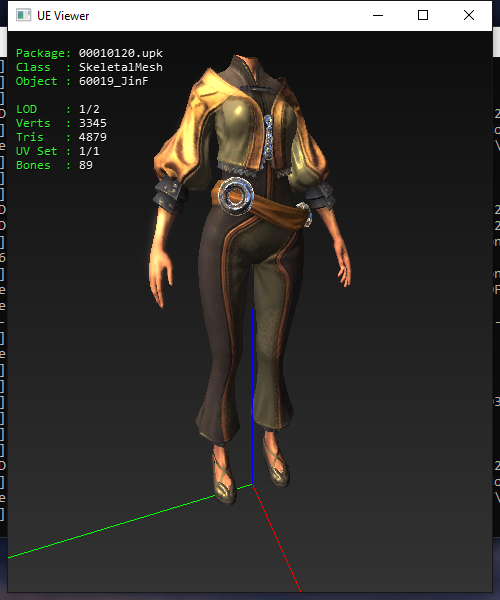 UE Viewer
Package: 00010120.upk
Class  : SkeletalMesh
Object : 60019_JinF
LOD    : 1/2
Verts  : 3345
Tris   : 4879
UV Set : 1/1
Bones  : 89